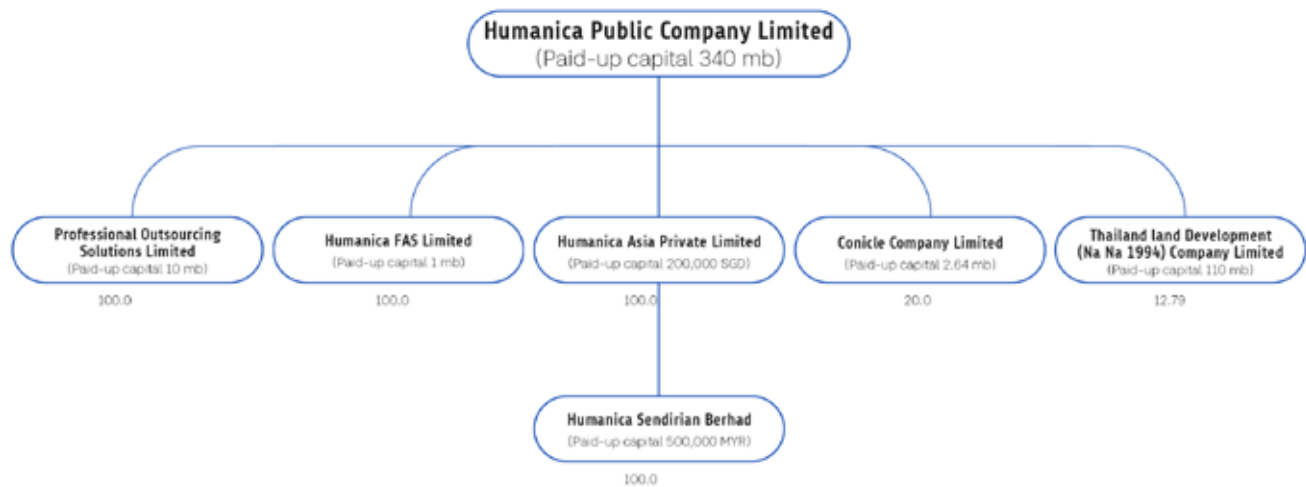 Humanica Public Company Limited
(Paid-up capital 340 mb)
Professional Outsourcing
Solutions Limited
(Paid-up capital 10 mb)
100.0
Humanica FAS Limited
(Paid-up capital 1 mb)
100.0
Humanica Asia Private Limited
(Paid-up capital 200,000 SGD)
100.0
Conicle Company Limited
(Paid-up capital 2.64 mb)
20.0
Thailand land Development
(Na Na 1994) Company Limited
(Paid-up capital 110 mb)
12.79
Humanica Sendirian Berhad
(Paid-up capital 500,000 MYR)
100.0